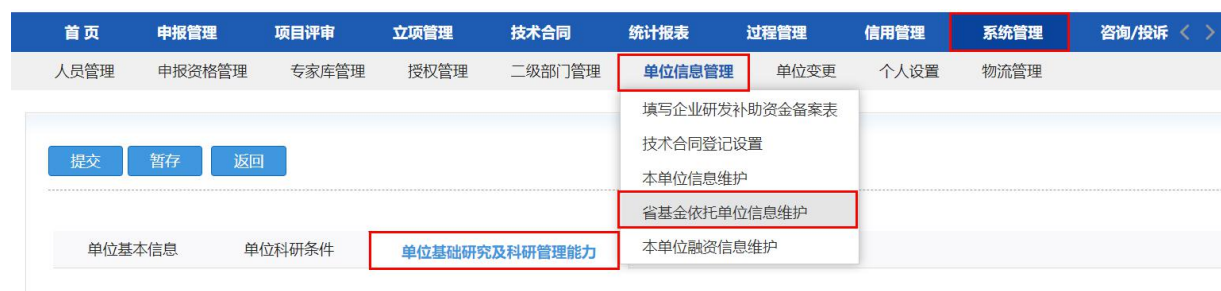 首页 申报管理 项目评审 立项管理 技术合同 统计报表 过程管理 信用管理 系统管理 咨询/投诉 < >
人员管理 申报资格管理 专家库管理 授权管理 二级部门管理 单位信息管理 单位变更 个人设置 物流管理
填写企业研发补助资金备案表
技术合同登记设置
本单位信息维护
省基金依托单位信息维护
本单位融资信息维护
提交 暂存 返回
单位基本信息 单位科研条件 单位基础研究及科研管理能力